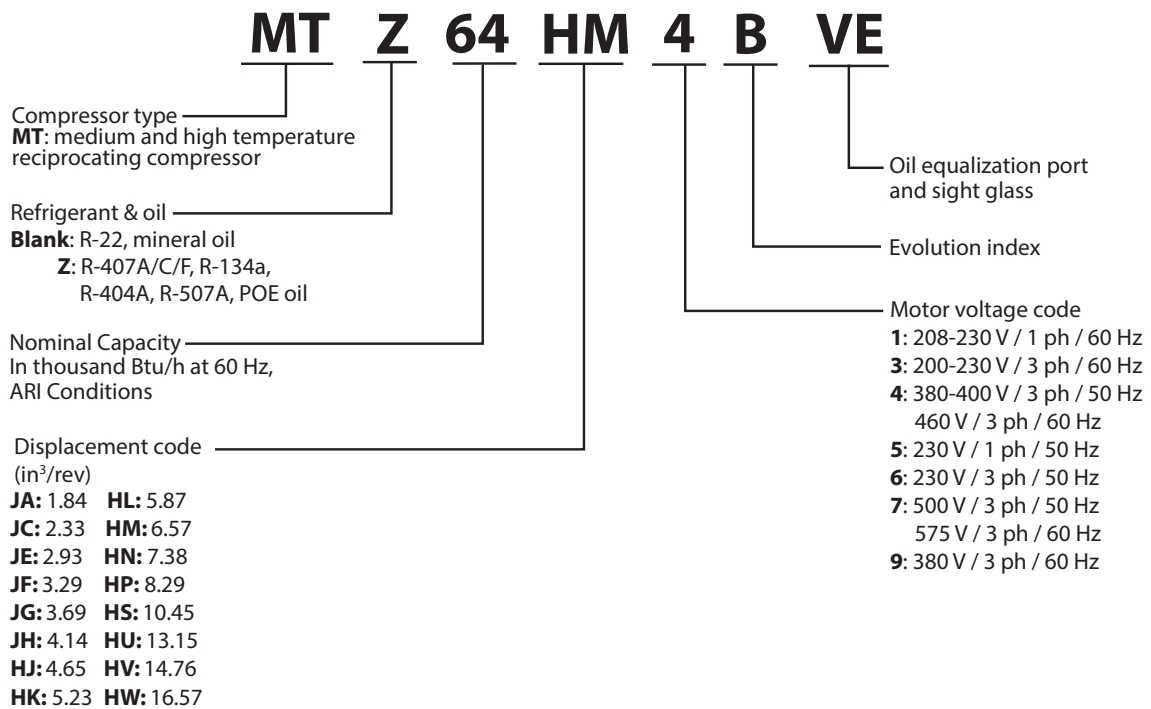 MT Z 64 HM 4 B VE
Compressor type
MT: medium and high temperature
reciprocating compressor
Refrigerant & oil
Blank: R-22, mineral oil
Z: R-407A/C/F, R-134a,
R-404A, R-507A, POE oil
Nominal Capacity
In thousand Btu/h at 60 Hz,
ARI Conditions
Displacement code
(in³/rev)
JA: 1.84 HL: 5.87
JC: 2.33 HM: 6.57
JE: 2.93 HN: 7.38
JF: 3.29 HP: 8.29
JG: 3.69 HS: 10.45
JH: 4.14 HU: 13.15
HJ: 4.65 HV: 14.76
HK: 5.23 HW: 16.57
Oil equalization port
and sight glass
Evolution index
Motor voltage code
1: 208-230 V / 1 ph / 60 Hz
3: 200-230 V / 3 ph / 60 Hz
4: 380-400 V / 3 ph / 50 Hz
460 V / 3 ph / 60 Hz
5: 230 V / 1 ph / 50 Hz
6: 230 V / 3 ph / 50 Hz
7: 500 V / 3 ph / 50 Hz
575 V / 3 ph / 60 Hz
9: 380 V / 3 ph / 60 Hz